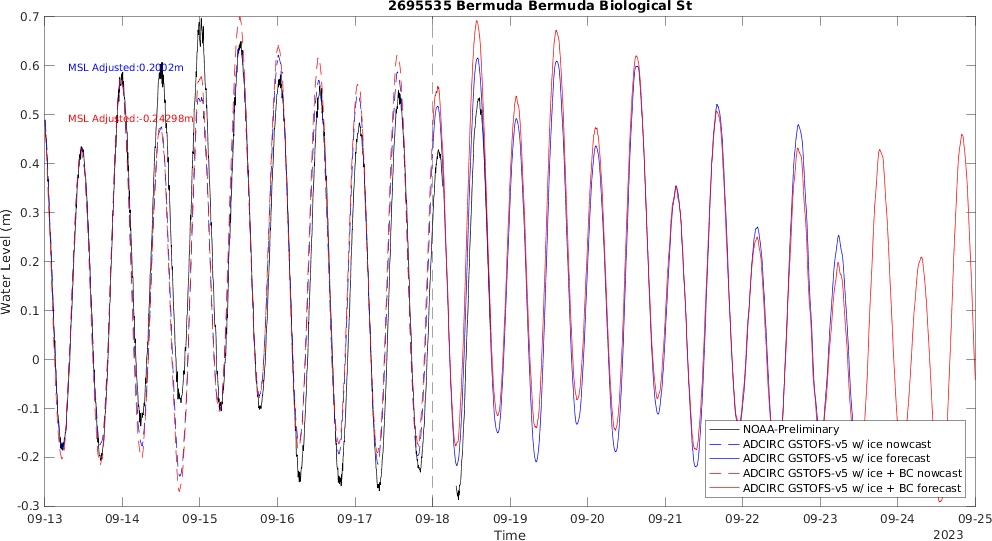 2695535 Bermuda Bermuda Biological St
0.7
0.6
0.5
0.4
0.3
0.2
0.1
0
-0.1
-0.2
-0.3
Water Level (m)
MSL Adjusted:0.2002m
MSL Adjusted:-0.24298m
NOAA-Preliminary
ADCIRC GSTOFS-v5 w/ ice nowcast
ADCIRC GSTOFS-v5 w/ ice forecast
ADCIRC GSTOFS-v5 w/ ice + BC nowcast
ADCIRC GSTOFS-v5 w/ ice + BC forecast
09-13 09-14 09-15 09-16 09-17 09-18 09-19 09-20 09-21 09-22 09-23 09-24 09-25
Time
2023